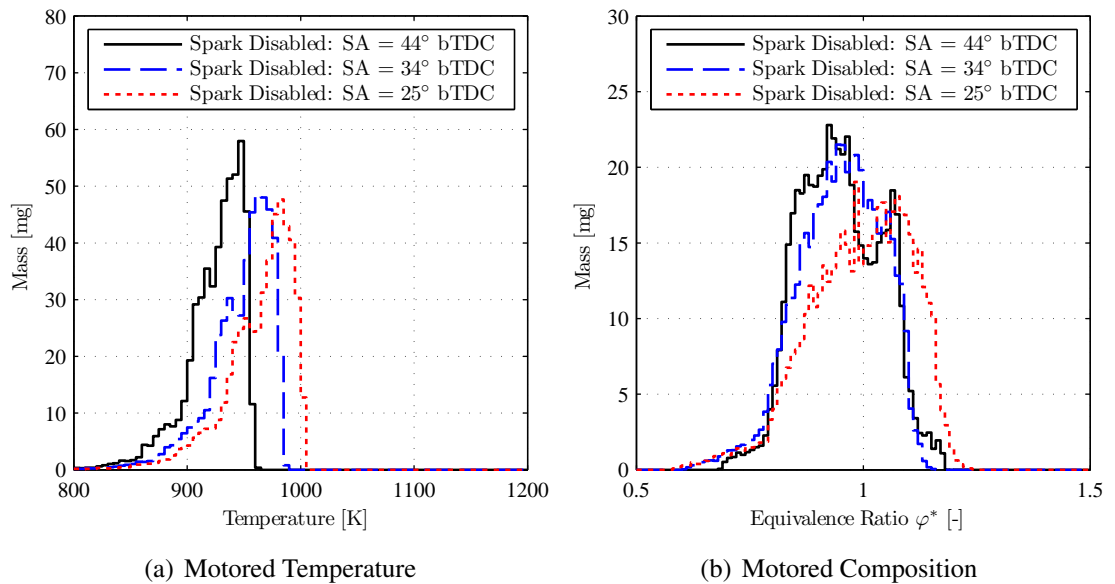 80
70
60
50
40
30
20
10
0
Mass [mg]
Spark Disabled: SA = 44° bTDC
Spark Disabled: SA = 34° bTDC
Spark Disabled: SA = 25° bTDC
800 900 1000 1100 1200
Temperature [K]
(a) Motored Temperature
30
25
20
15
10
5
0
Mass [mg]
Spark Disabled: SA = 44° bTDC
Spark Disabled: SA = 34° bTDC
Spark Disabled: SA = 25° bTDC
0.5 1 1.5
Equivalence Ratio φ* [-]
(b) Motored Composition